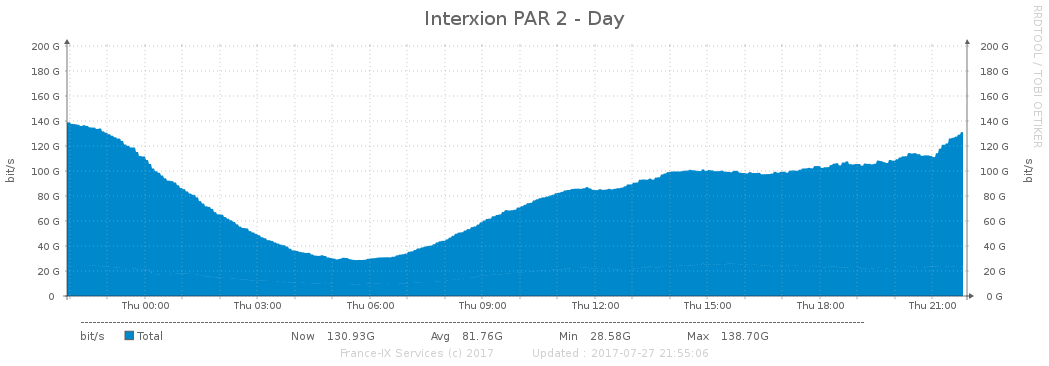 Interxion PAR 2 - Day
RRDTOOL / TOBI OETIKER
bit/s
200 G
180 G
160 G
140 G
120 G
100 G
80 G
60 G
40 G
20 G
0
200 G
180 G
160 G
140 G
120 G
100 G
80 G
60 G
40 G
20 G
0 G
bit/s
Thu 00:00 Thu 03:00 Thu 06:00 Thu 09:00 Thu 12:00 Thu 15:00 Thu 18:00 Thu 21:00
bit/s Total Now 130.93G Avg 81.76G Min 28.58G Max 138.70G
France-IX Services (c) 2017 Updated : 2017-07-27 21:55:06